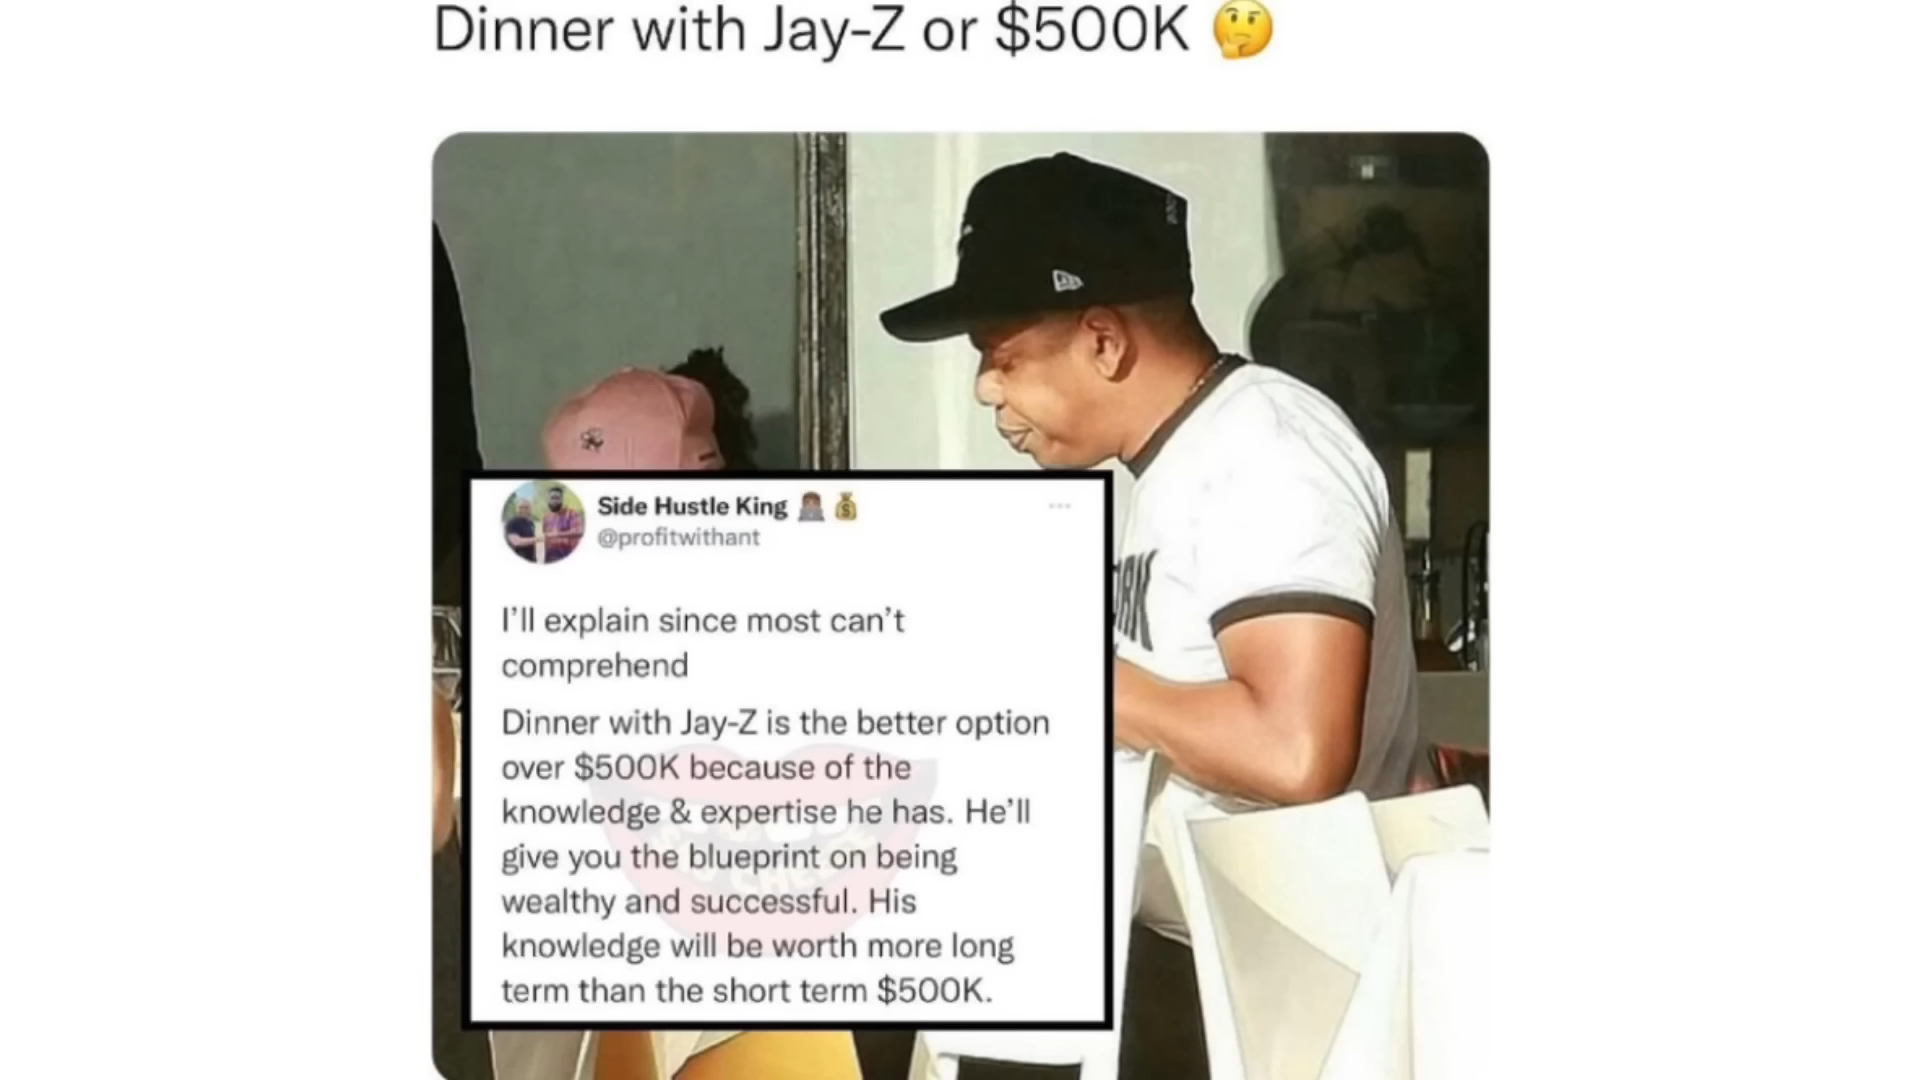 Dinner with Jay-Z or $500K 🤔
Side Hustle King 👨🏽‍💻 💰
@profitwithant
I’ll explain since most can’t
comprehend
Dinner with Jay-Z is the better option
over $500K because of the
knowledge & expertise he has. He’ll
give you the blueprint on being
wealthy and successful. His
knowledge will be worth more long
term than the short term $500K.